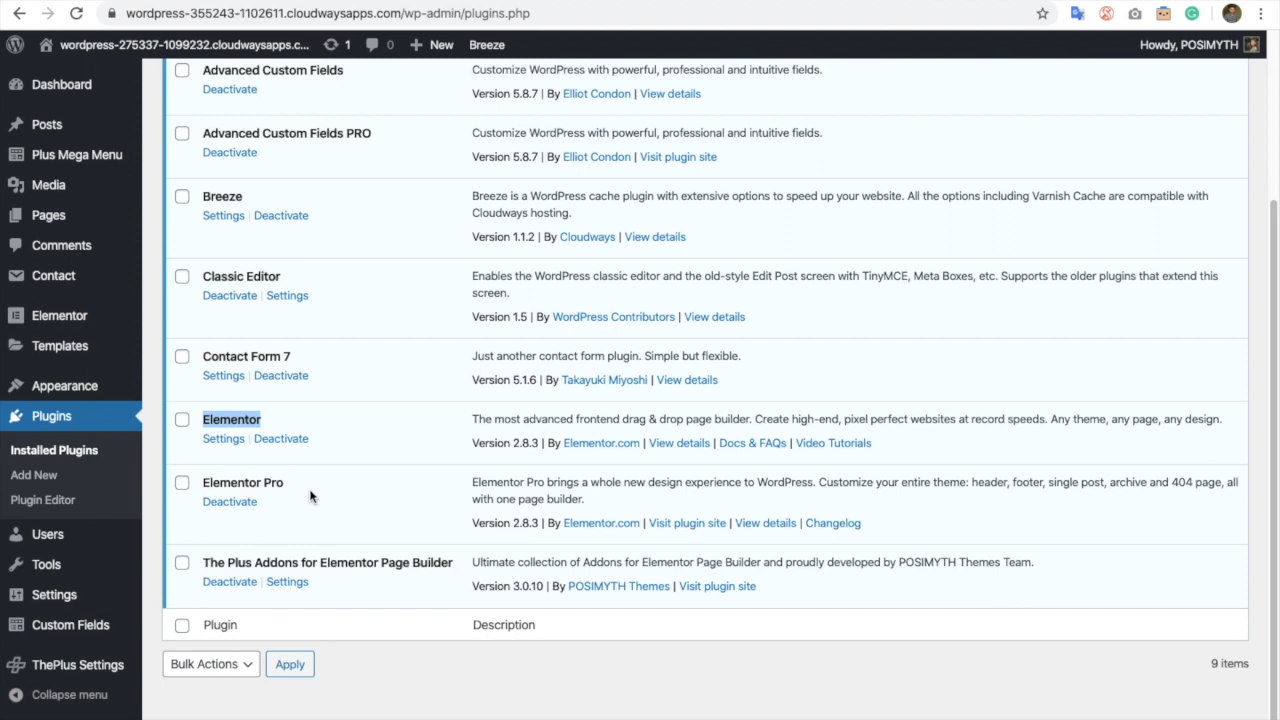 wordpress-355243-1102611.cloudwaysapps.com/wp-admin/plugins.php
wordpress-275337-1099232.cloudwaysapps.c... 1 0 New Breeze Howdy, POSIMYTH
Dashboard
Posts
Plus Mega Menu
Media
Pages
Comments
Contact
Elementor
Templates
Appearance
Plugins
Installed Plugins
Add New
Plugin Editor
Users
Tools
Settings
Custom Fields
ThePlus Settings
Collapse menu
Advanced Custom Fields
Deactivate
Customize WordPress with powerful, professional and intuitive fields.
Version 5.8.7 | By Elliot Condon | View details
Advanced Custom Fields PRO
Deactivate
Customize WordPress with powerful, professional and intuitive fields.
Version 5.8.7 | By Elliot Condon | Visit plugin site
Breeze
Settings | Deactivate
Breeze is a WordPress cache plugin with extensive options to speed up your website. All the options including Varnish Cache are compatible with
Cloudways hosting.
Version 1.1.2 | By Cloudways | View details
Classic Editor
Deactivate | Settings
Enables the WordPress classic editor and the old-style Edit Post screen with TinyMCE, Meta Boxes, etc. Supports the older plugins that extend this
screen.
Version 1.5 | By WordPress Contributors | View details
Contact Form 7
Settings | Deactivate
Just another contact form plugin. Simple but flexible.
Version 5.1.6 | By Takayuki Miyoshi | View details
Elementor
Settings | Deactivate
The most advanced frontend drag & drop page builder. Create high-end, pixel perfect websites at record speeds. Any theme, any page, any design.
Version 2.8.3 | By Elementor.com | View details | Docs & FAQs | Video Tutorials
Elementor Pro
Deactivate
Elementor Pro brings a whole new design experience to WordPress. Customize your entire theme: header, footer, single post, archive and 404 page, all
with one page builder.
Version 2.8.3 | By Elementor.com | Visit plugin site | View details | Changelog
The Plus Addons for Elementor Page Builder
Deactivate | Settings
Ultimate collection of Addons for Elementor Page Builder and proudly developed by POSIMYTH Themes Team.
Version 3.0.10 | By POSIMYTH Themes | Visit plugin site
Plugin Description
Bulk Actions Apply 9 items